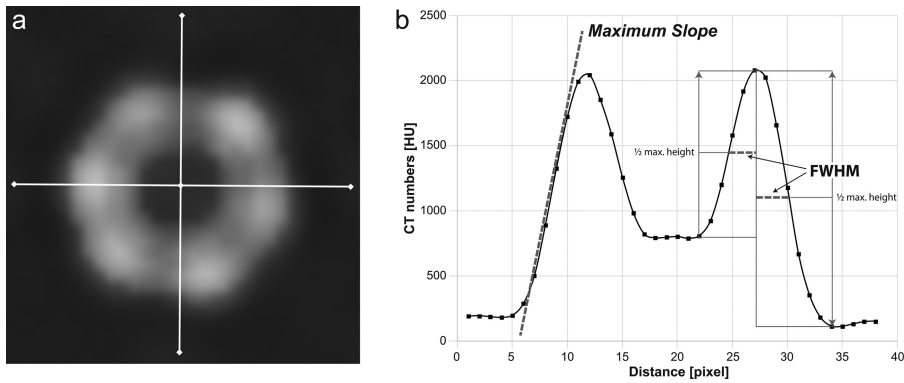 a
b
2500
2000
1500
1000
500
0
CT numbers [HU]
Maximum Slope
½ max. height
FWHM
½ max. height
0
5
10
15
20
25
30
35
40
Distance [pixel]